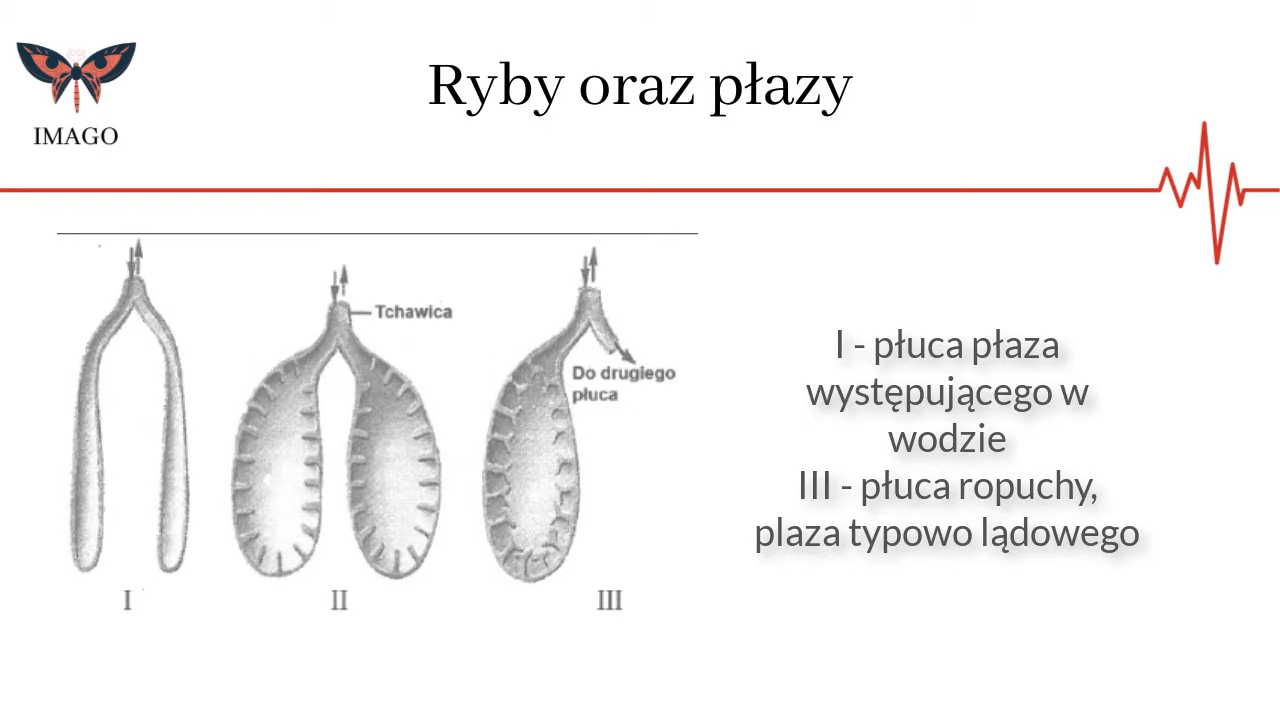 IMAGO
Ryby oraz płazy
Tchawica
Do drugiego
płuca
I
II
III
I - płuca płaza
występującego w
wodzie
III - płuca ropuchy,
plaza typowo lądowego